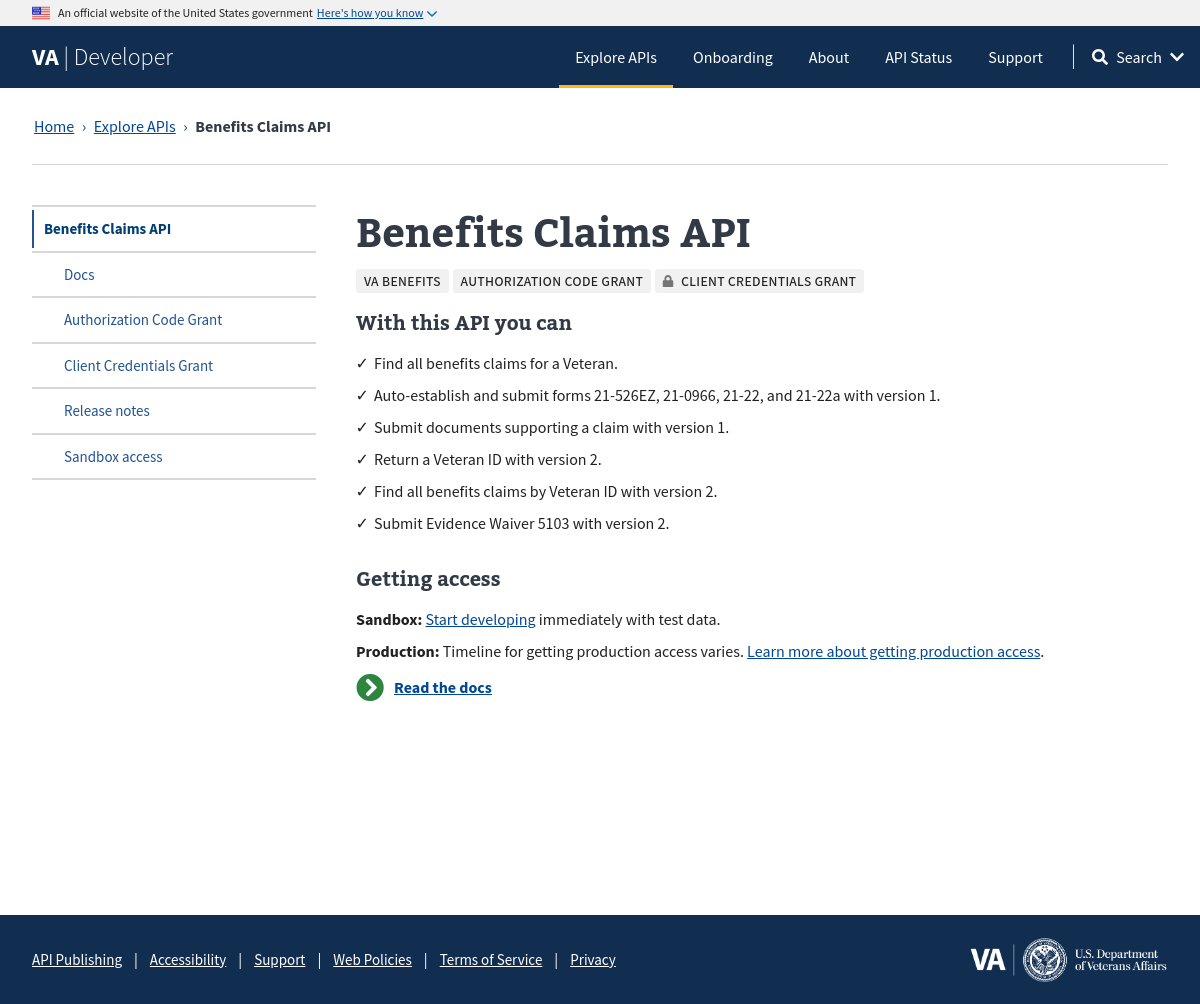 An official website of the United States government Here's how you know
VA | Developer
Explore APIs
Onboarding
About
API Status
Support
Search
Home › Explore APIs › Benefits Claims API
Benefits Claims API
Docs
Authorization Code Grant
Client Credentials Grant
Release notes
Sandbox access
Benefits Claims API
VA BENEFITS
AUTHORIZATION CODE GRANT
CLIENT CREDENTIALS GRANT
With this API you can
✓ Find all benefits claims for a Veteran.
✓ Auto-establish and submit forms 21-526EZ, 21-0966, 21-22, and 21-22a with version 1.
✓ Submit documents supporting a claim with version 1.
✓ Return a Veteran ID with version 2.
✓ Find all benefits claims by Veteran ID with version 2.
✓ Submit Evidence Waiver 5103 with version 2.
Getting access
Sandbox: Start developing immediately with test data.
Production: Timeline for getting production access varies. Learn more about getting production access.
Read the docs
API Publishing | Accessibility | Support | Web Policies | Terms of Service | Privacy
VA
U.S. Department
of Veterans Affairs